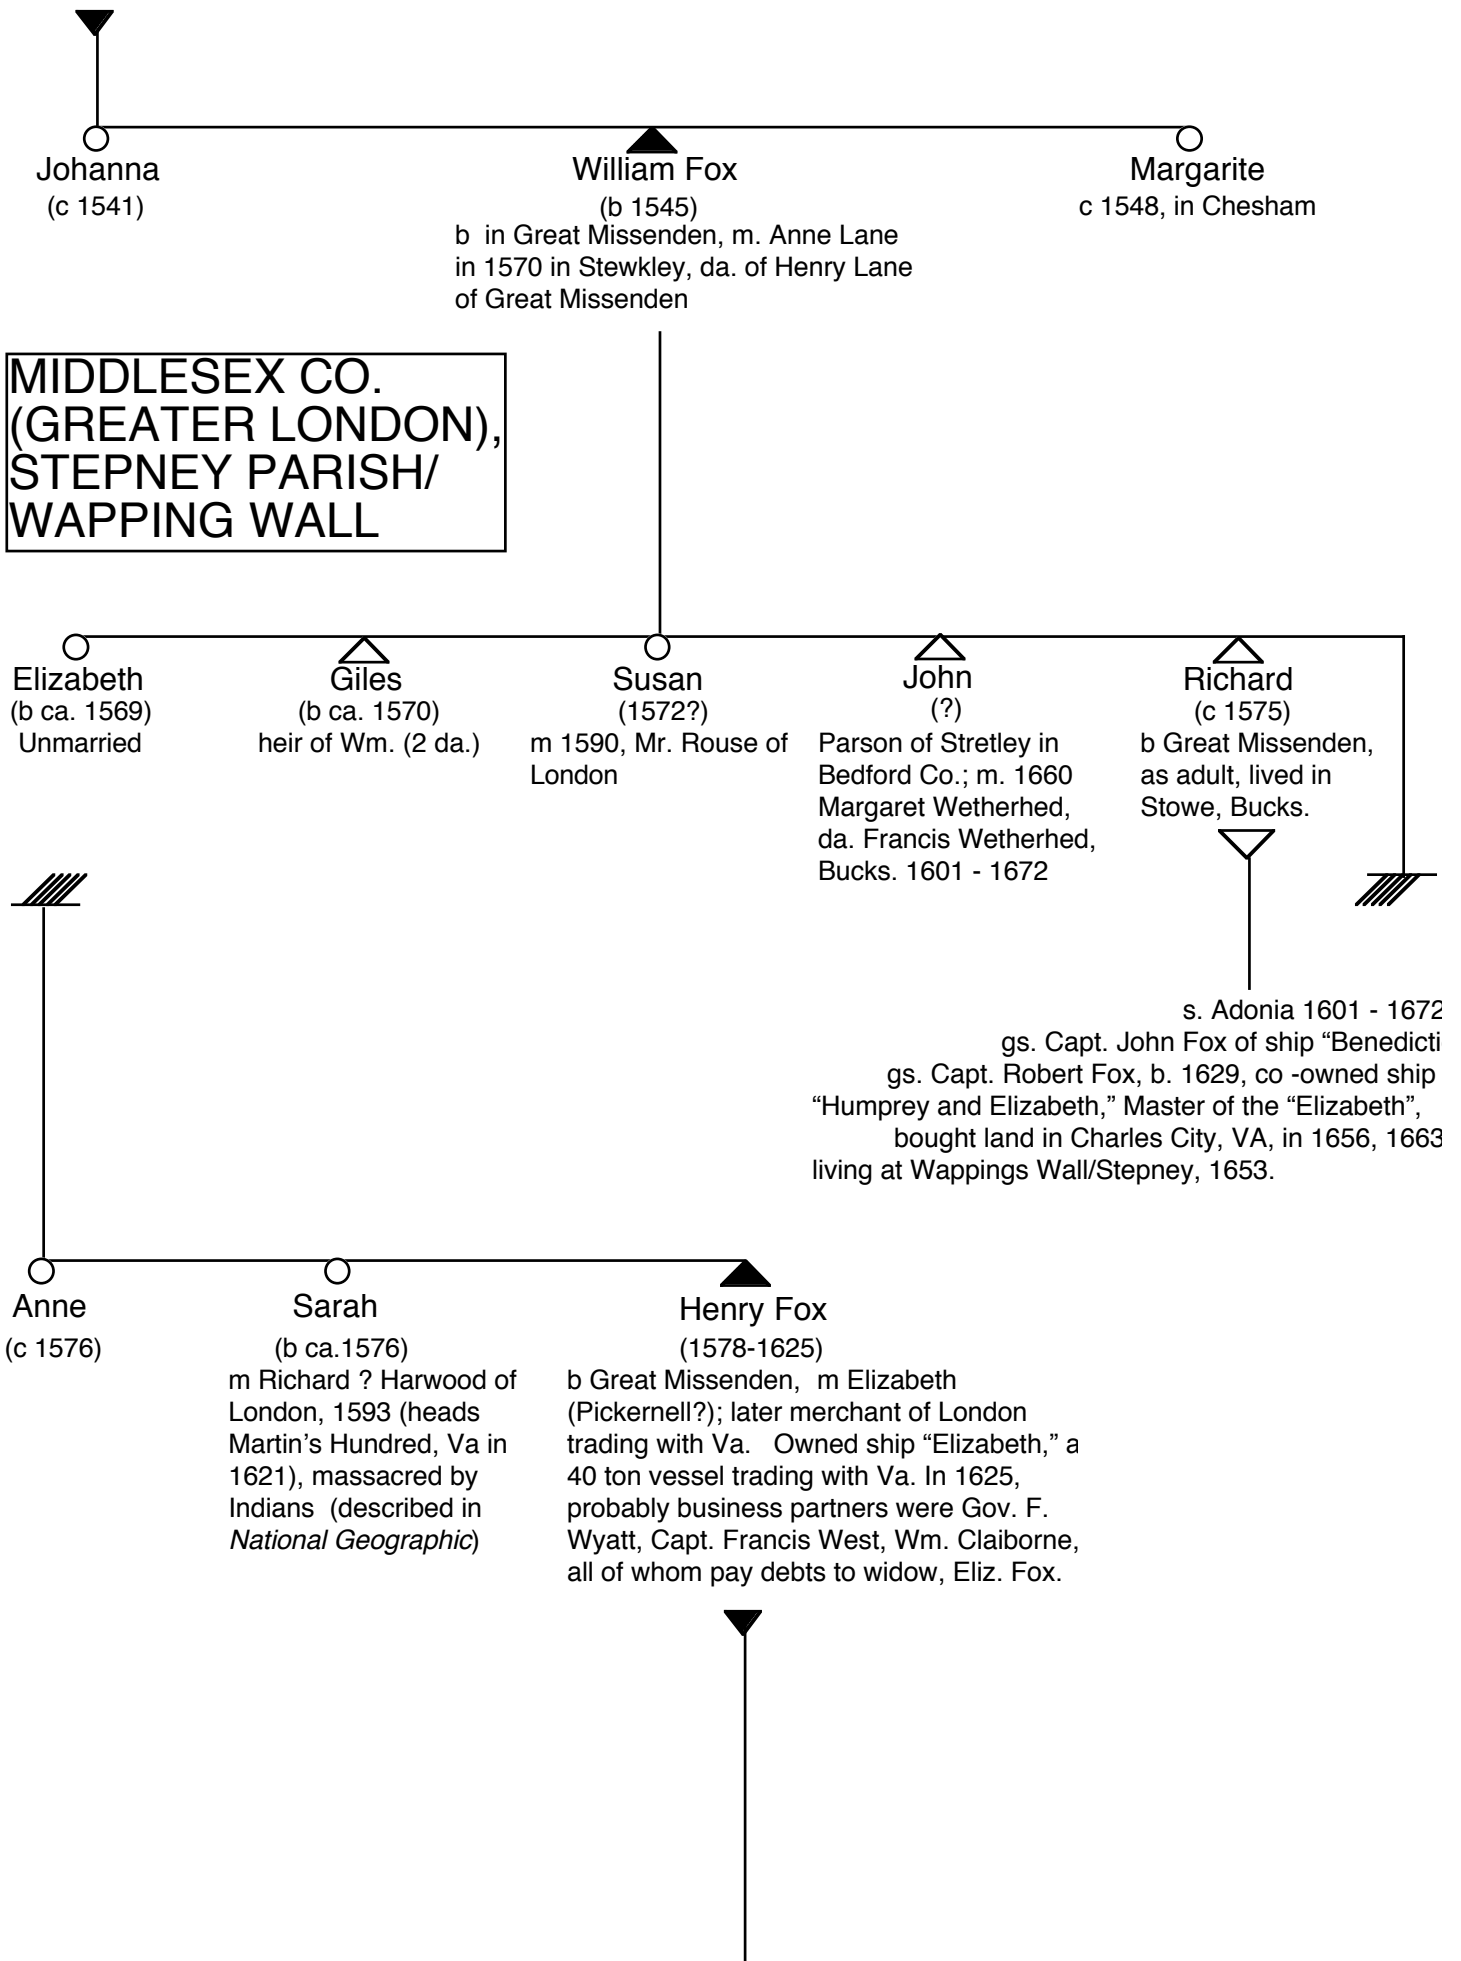 Johanna
(c 1541)
William Fox
(b 1545)
b  in Great Missenden, m. Anne Lane
in 1570 in Stewkley, da. of Henry Lane
of Great Missenden
Margarite
c 1548, in Chesham
MIDDLESEX CO.
(GREATER LONDON),
STEPNEY PARISH/
WAPPING WALL
Elizabeth
(b ca. 1569)
Unmarried
Giles
(b ca. 1570)
heir of Wm. (2 da.)
Susan
(1572?)
m 1590, Mr. Rouse of
London
John
(?)
Parson of Stretley in
Bedford Co.; m. 1660
Margaret Wetherhed,
da. Francis Wetherhed,
Bucks. 1601 - 1672
Richard
(c 1575)
b Great Missenden,
as adult, lived in
Stowe, Bucks.
s. Adonia 1601 - 1672
gs. Capt. John Fox of ship “Benedicti
gs. Capt. Robert Fox, b. 1629, co -owned ship
“Humprey and Elizabeth,” Master of the “Elizabeth”,
bought land in Charles City, VA, in 1656, 1663
living at Wappings Wall/Stepney, 1653.
Anne
(c 1576)
Sarah
(b ca.1576)
m Richard ? Harwood of
London, 1593 (heads
Martin’s Hundred, Va in
1621), massacred by
Indians  (described in
National Geographic)
Henry Fox
(1578-1625)
b Great Missenden,  m Elizabeth
(Pickernell?); later merchant of London
trading with Va.   Owned ship “Elizabeth,” a
40 ton vessel trading with Va. In 1625,
probably business partners were Gov. F.
Wyatt, Capt. Francis West, Wm. Claiborne,
all of whom pay debts to widow, Eliz. Fox.